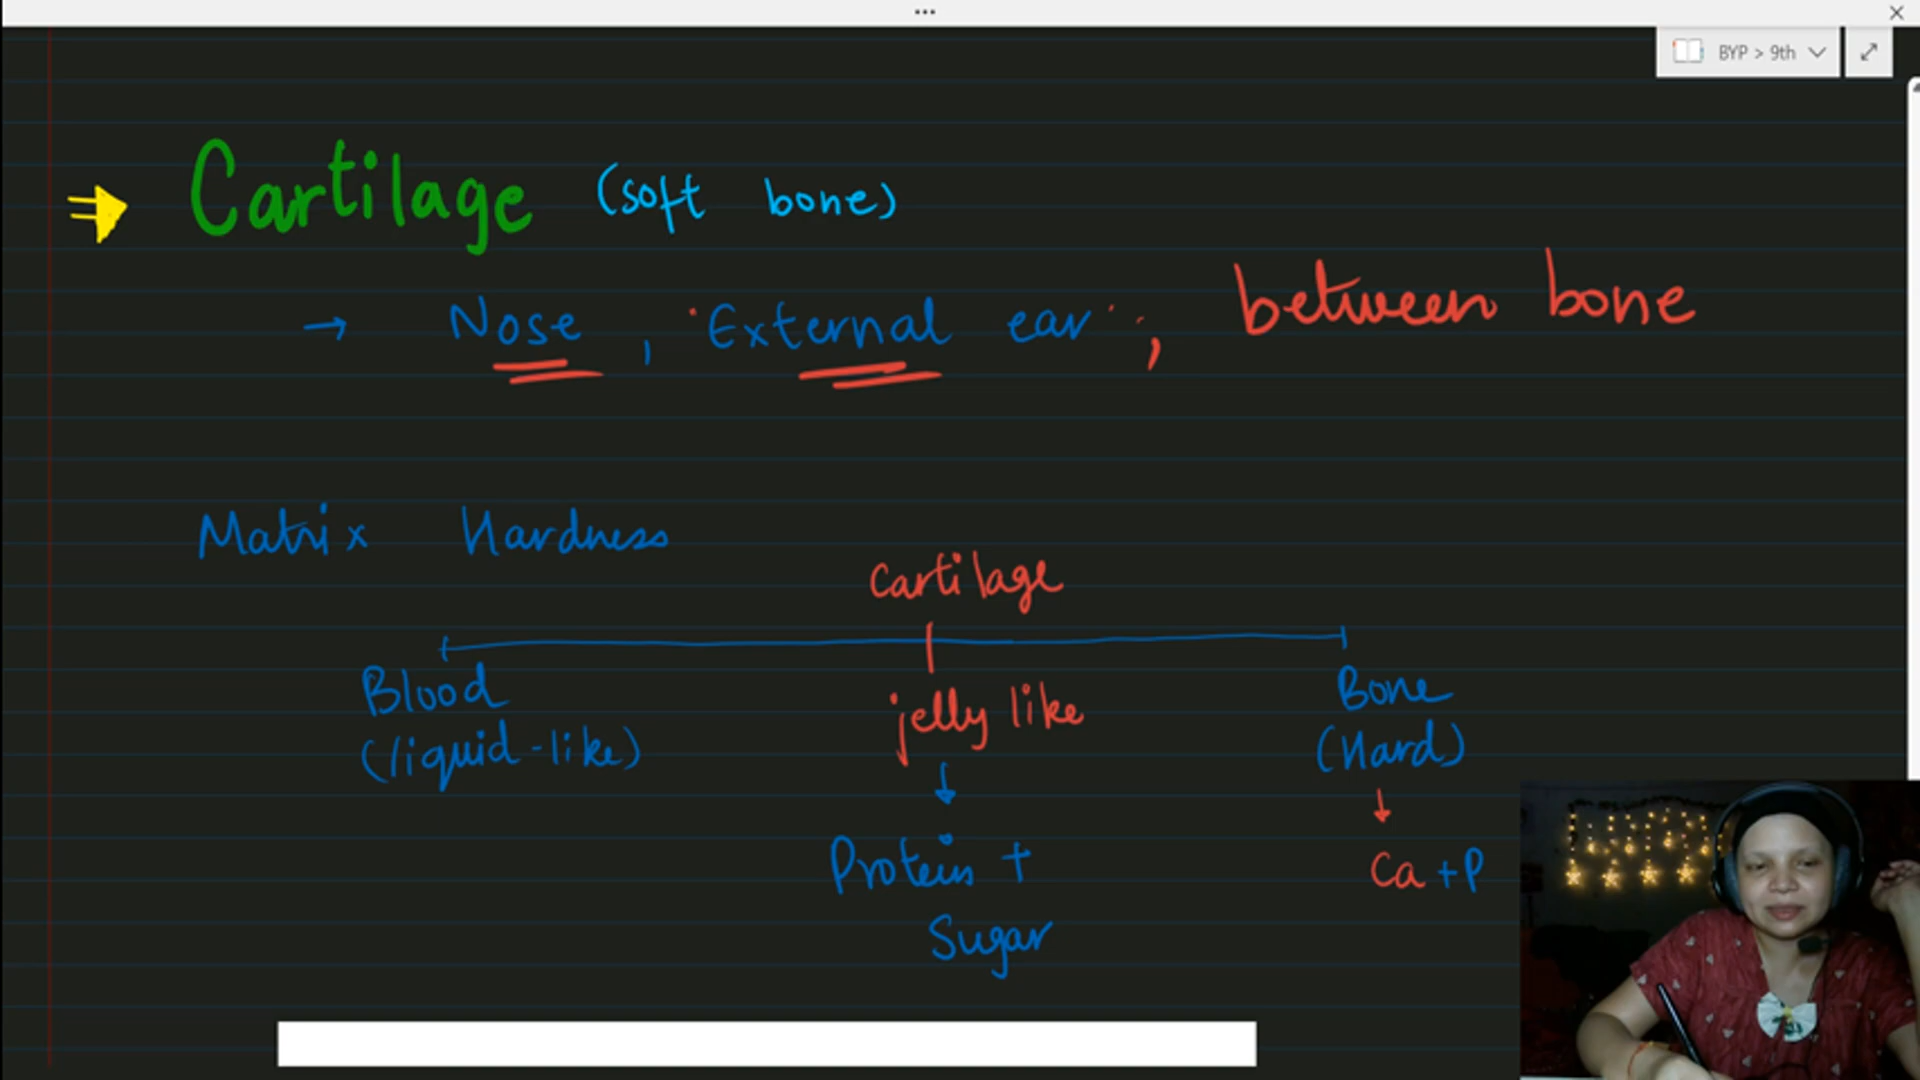 ...
BYP > 9th
⇒ Cartilage (soft bone)
→ Nose, External ear, between bone
Matrix Hardness
Cartilage
Blood
(liquid-like)
jelly like
Bone
(Hard)
↓
↓
Protein +
Sugar
Ca + P